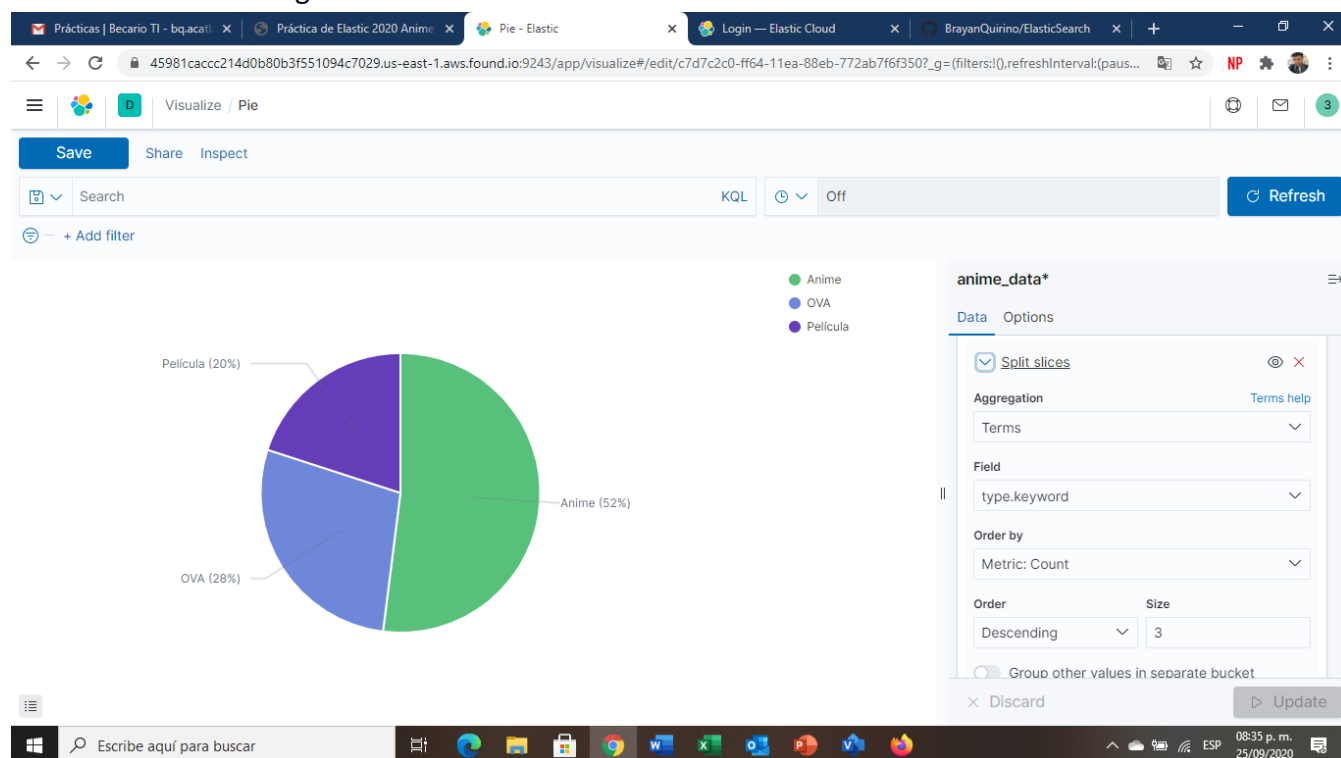 Prácticas | Becario TI - bq.acatl
Práctica de Elastic 2020 Anime
Pie - Elastic
Login — Elastic Cloud
BrayanQuirino/ElasticSearch
45981caccc214d0b80b3f551094c7029.us-east-1.aws.found.io:9243/app/visualize#/edit/c7d7c2c0-ff64-11ea-88eb-772ab7f6f350?_g=(filters:!(),refreshInterval:(paus...
NP
D
Visualize / Pie
3
Save Share Inspect
Search KQL Off Refresh
+ Add filter
Anime
OVA
Película
Película (20%)
Anime (52%)
OVA (28%)
anime_data*
Data Options
Split slices
Aggregation Terms help
Terms
Field
type.keyword
Order by
Metric: Count
Order Size
Descending 3
Group other values in separate bucket
Discard Update
Escribe aquí para buscar
ESP
08:35 p. m.
25/09/2020